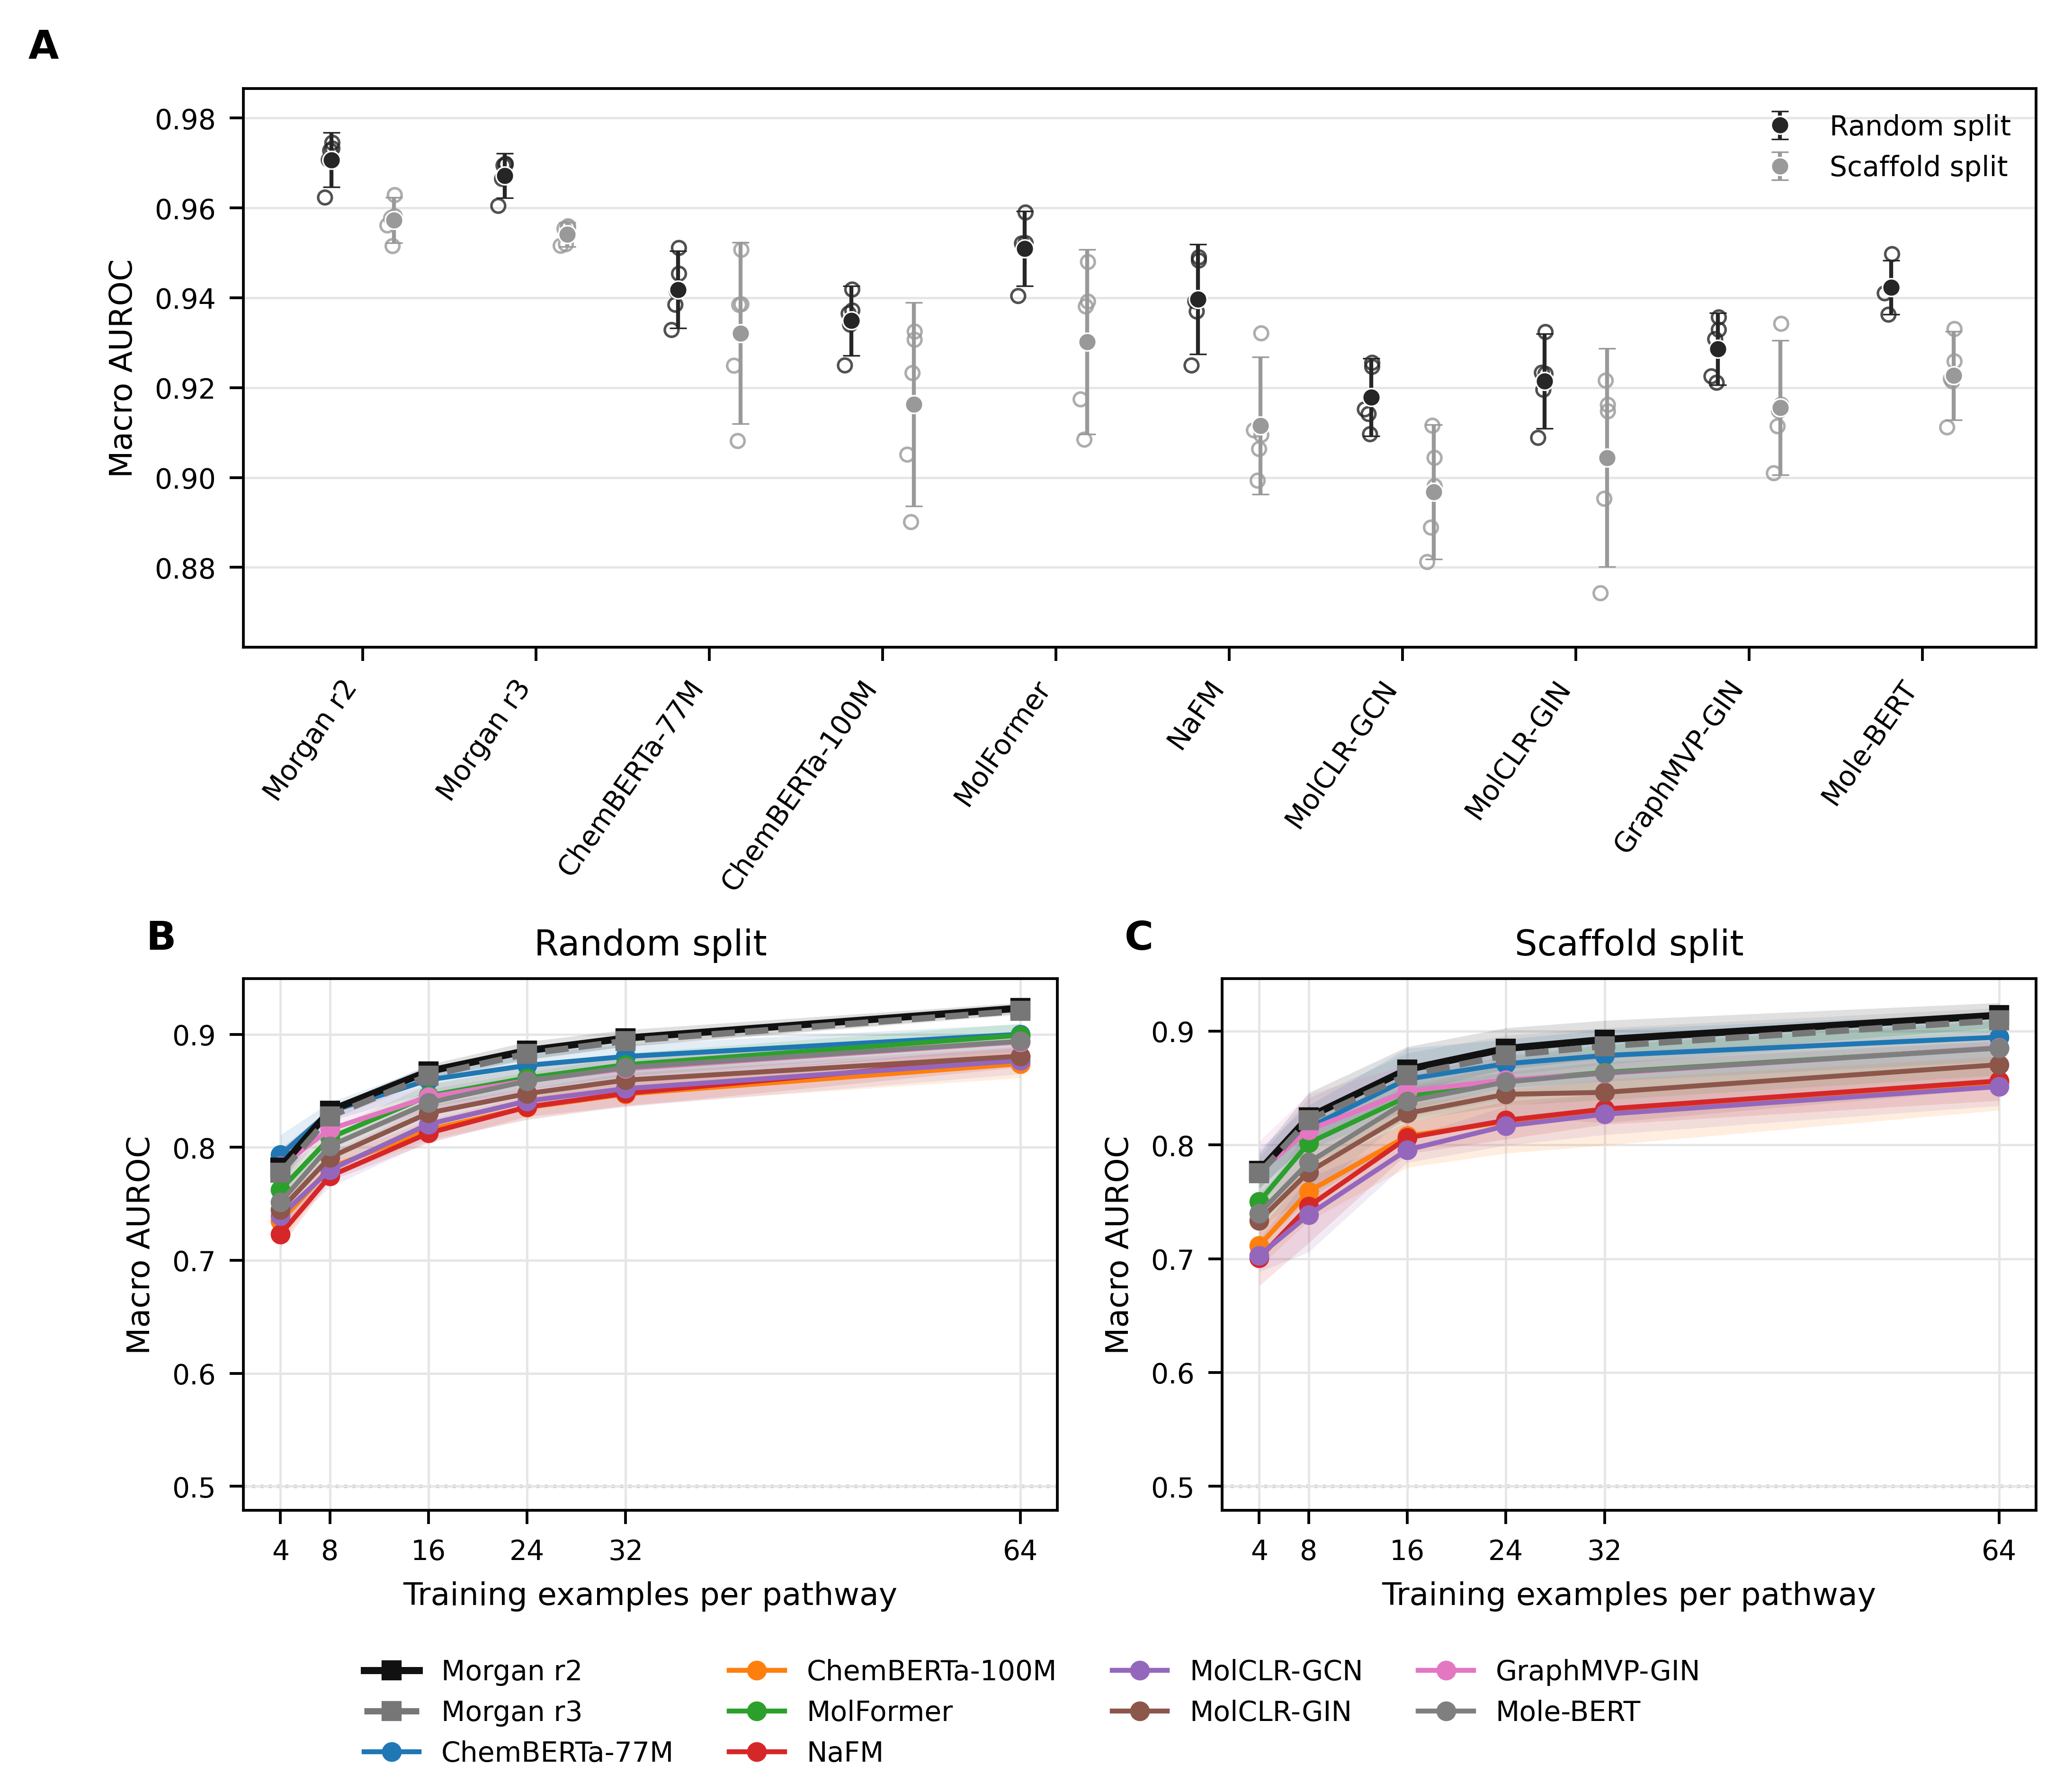 A
Macro AUROC
0.98
0.96
0.94
0.92
0.90
0.88
Random split
Scaffold split
Morgan r2
Morgan r3
ChemBERTa-77M
ChemBERTa-100M
MolFormer
NaFM
MolCLR-GCN
MolCLR-GIN
GraphMVP-GIN
Mole-BERT
B
Random split
Macro AUROC
0.9
0.8
0.7
0.6
0.5
4 8 16 24 32 64
Training examples per pathway
C
Scaffold split
Macro AUROC
0.9
0.8
0.7
0.6
0.5
4 8 16 24 32 64
Training examples per pathway
Morgan r2
Morgan r3
ChemBERTa-77M
ChemBERTa-100M
MolFormer
NaFM
MolCLR-GCN
MolCLR-GIN
GraphMVP-GIN
Mole-BERT